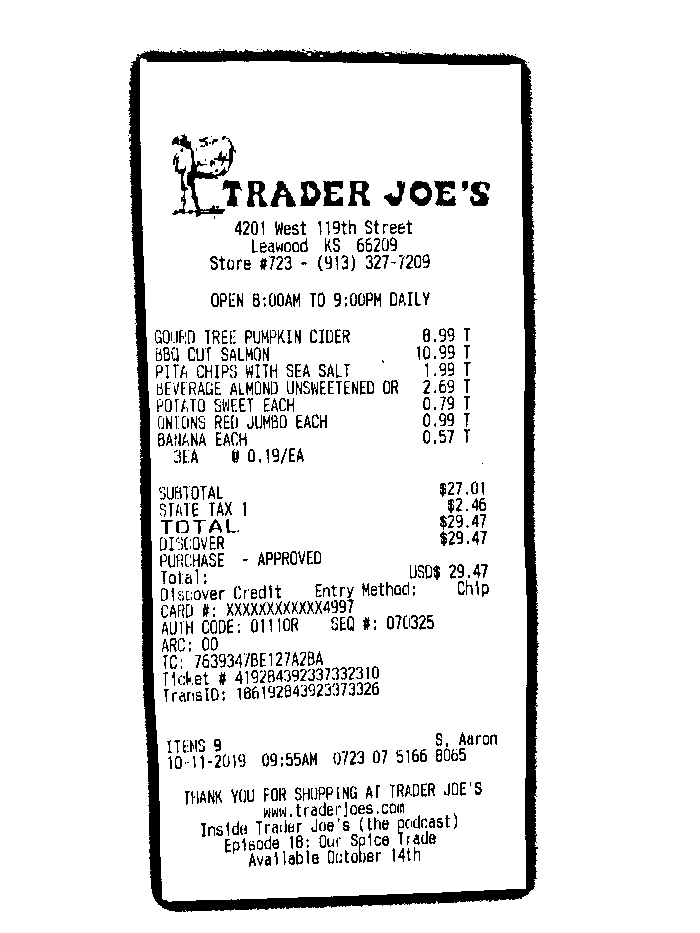 TRADER JOE'S
4201 West 119th Street
Leawood KS 66209
Store #723 - (913) 327-7209
OPEN 8:00AM TO 9:00PM DAILY
GOURD TREE PUMPKIN CIDER 8.99 T
BBQ CUT SALMON 10.99 T
PITA CHIPS WITH SEA SALT 1.99 T
BEVERAGE ALMOND UNSWEETENED OR 2.69 T
POTATO SWEET EACH 0.79 T
ONIONS RED JUMBO EACH 0.99 T
BANANA EACH 0.57 T
3EA @ 0.19/EA
SUBTOTAL $27.01
STATE TAX 1 $2.46
TOTAL $29.47
DISCOVER $29.47
PURCHASE - APPROVED
Total: USD$ 29.47
Discover Credit Entry Method: Chip
CARD #: XXXXXXXXXXXX4997
AUTH CODE: 01110R SEQ #: 070325
ARC: 00
TC: 7639347BE127A2BA
Ticket # 419284392337332310
TransID: 186192843923373326
ITEMS 9 S, Aaron
10-11-2019 09:55AM 0723 07 5166 8065
THANK YOU FOR SHOPPING AT TRADER JOE'S
www.traderjoes.com
Inside Trader Joe's (the podcast)
Episode 18: Our Spice Trade
Available October 14th